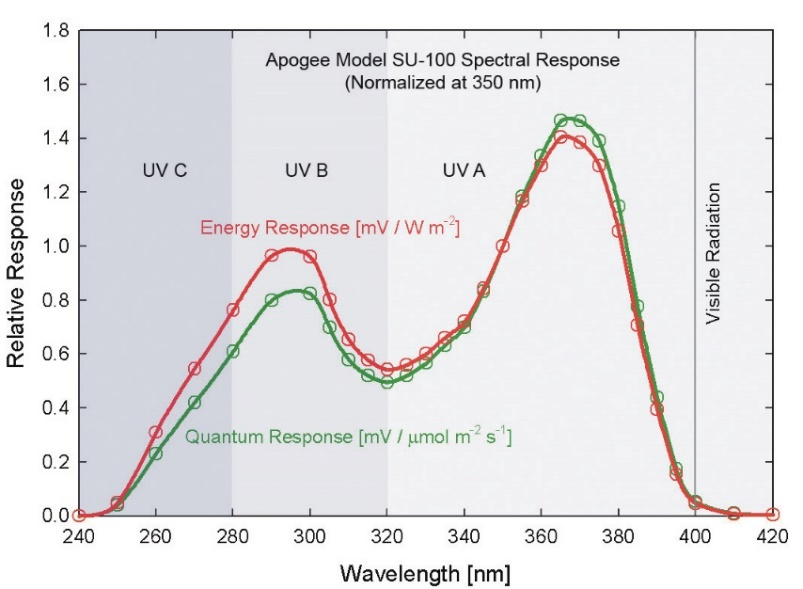 Apogee Model SU-100 Spectral Response
(Normalized at 350 nm)
UV C
UV B
UV A
Energy Response [mV / W m⁻²]
Quantum Response [mV / μmol m⁻² s⁻¹]
Visible Radiation
Relative Response
1.8
1.6
1.4
1.2
1.0
0.8
0.6
0.4
0.2
0.0
240 260 280 300 320 340 360 380 400 420
Wavelength [nm]